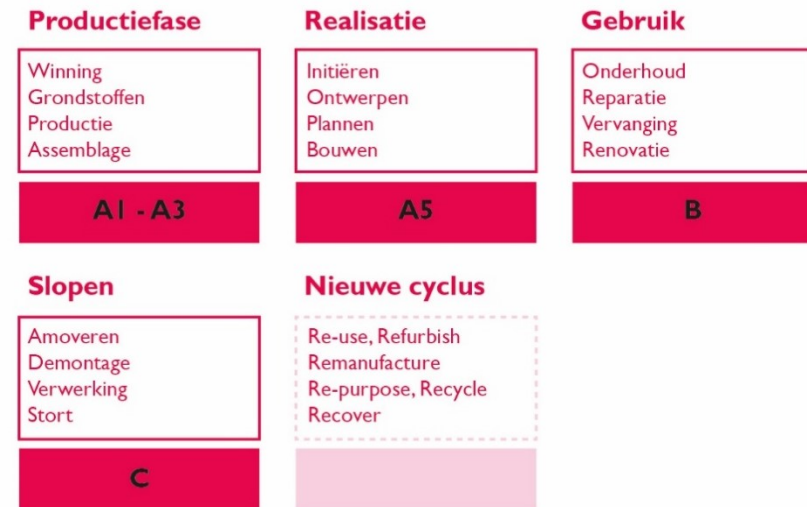 Productiefase
Winning
Grondstoffen
Productie
Assemblage
A1 - A3
Realisatie
Initiëren
Ontwerpen
Plannen
Bouwen
A5
Gebruik
Onderhoud
Reparatie
Vervanging
Renovatie
B
Slopen
Amoveren
Demontage
Verwerking
Stort
C
Nieuwe cyclus
Re-use, Refurbish
Remanufacture
Re-purpose, Recycle
Recover